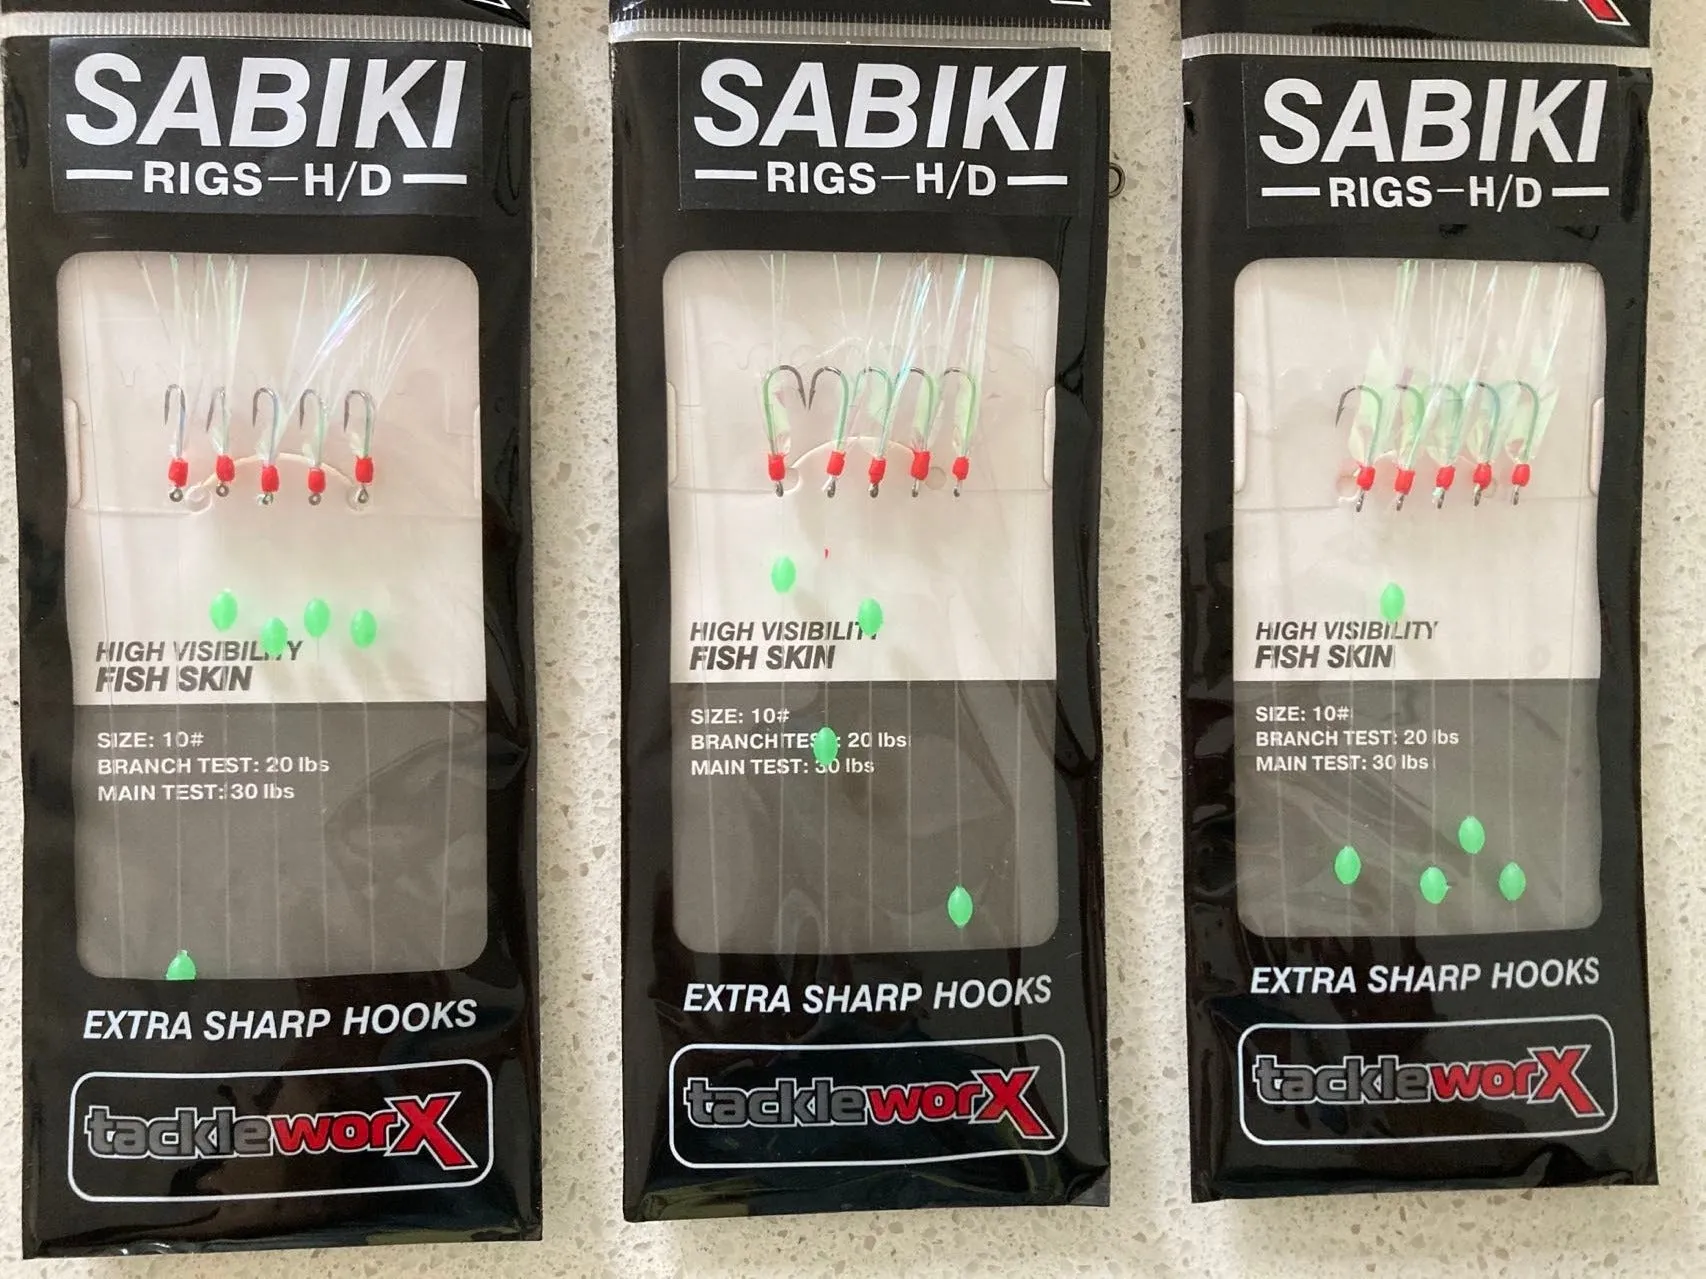 SABIKI
RIGS-H/D
HIGH VISIBILITY
FISH SKIN
SIZE: 10#
BRANCH TEST: 20 lbs
MAIN TEST: 30 lbs
EXTRA SHARP HOOKS
tackleworX
SABIKI
RIGS-H/D
HIGH VISIBILITY
FISH SKIN
SIZE: 10#
BRANCH TEST: 20 lbs
MAIN TEST: 30 lbs
EXTRA SHARP HOOKS
tackleworX
SABIKI
RIGS-H/D
HIGH VISIBILITY
FISH SKIN
SIZE: 10#
BRANCH TEST: 20 lbs
MAIN TEST: 30 lbs
EXTRA SHARP HOOKS
tackleworX